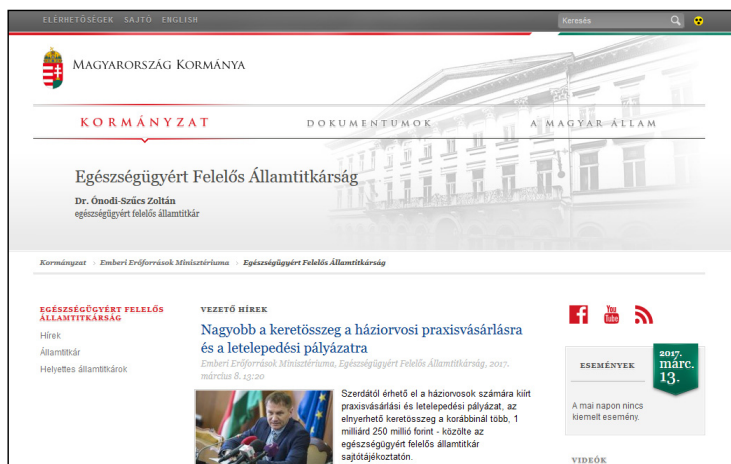 ELÉRHETŐSÉGEK SAJTÓ ENGLISH
Keresés
MAGYARORSZÁG KORMÁNYA
KORMÁNYZAT DOKUMENTUMOK A MAGYAR ÁLLAM
Egészségügyért Felelős Államtitkárság
Dr. Ónodi-Szűcs Zoltán
egészségügyért felelős államtitkár
Kormányzat > Emberi Erőforrások Minisztériuma > Egészségügyért Felelős Államtitkárság
EGÉSZSÉGÜGYÉRT FELELŐS
ÁLLAMTITKÁRSÁG
Hírek
Államtitkár
Helyettes államtitkárok
VEZETŐ HÍREK
Nagyobb a keretösszeg a háziorvosi praxisvásárlásra
és a letelepedési pályázatra
Emberi Erőforrások Minisztériuma, Egészségügyért Felelős Államtitkárság, 2017.
március 8. 13:20
Szerdától érhető el a háziorvosok számára kiírt
praxisvásárlási és letelepedési pályázat, az
elnyerhető keretösszeg a korábbinál több, 1
milliárd 250 millió forint - közölte az
egészségügyért felelős államtitkár
sajtótájékoztatón.
You
Tube
ESEMÉNYEK
2017.
márc.
13.
A mai napon nincs
kiemelt esemény.
VIDEÓK